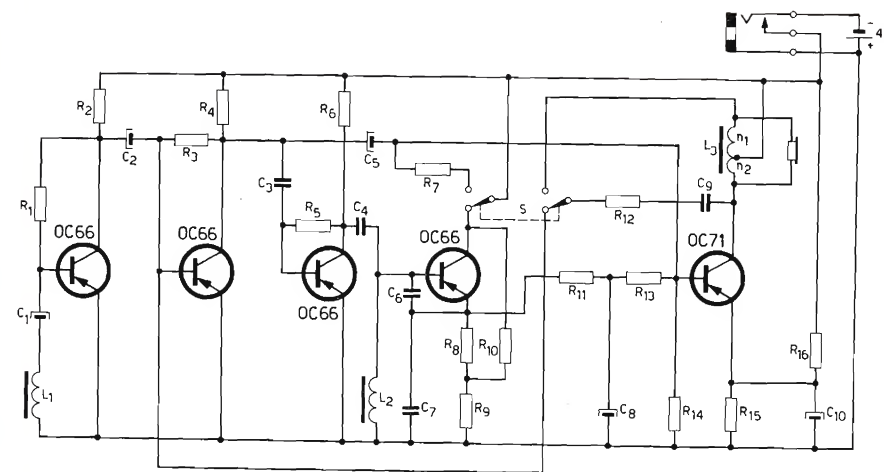 - 4
+
R2
R4
R6
C2
R3
C5
C3
R7
L3
n1
n2
C9
R1
R5
C4
S
R12
OC66
OC66
OC66
OC71
C6
R11
R13
OC66
C1
R8
R10
R16
L1
L2
C7
R9
C8
R14
R15
C10